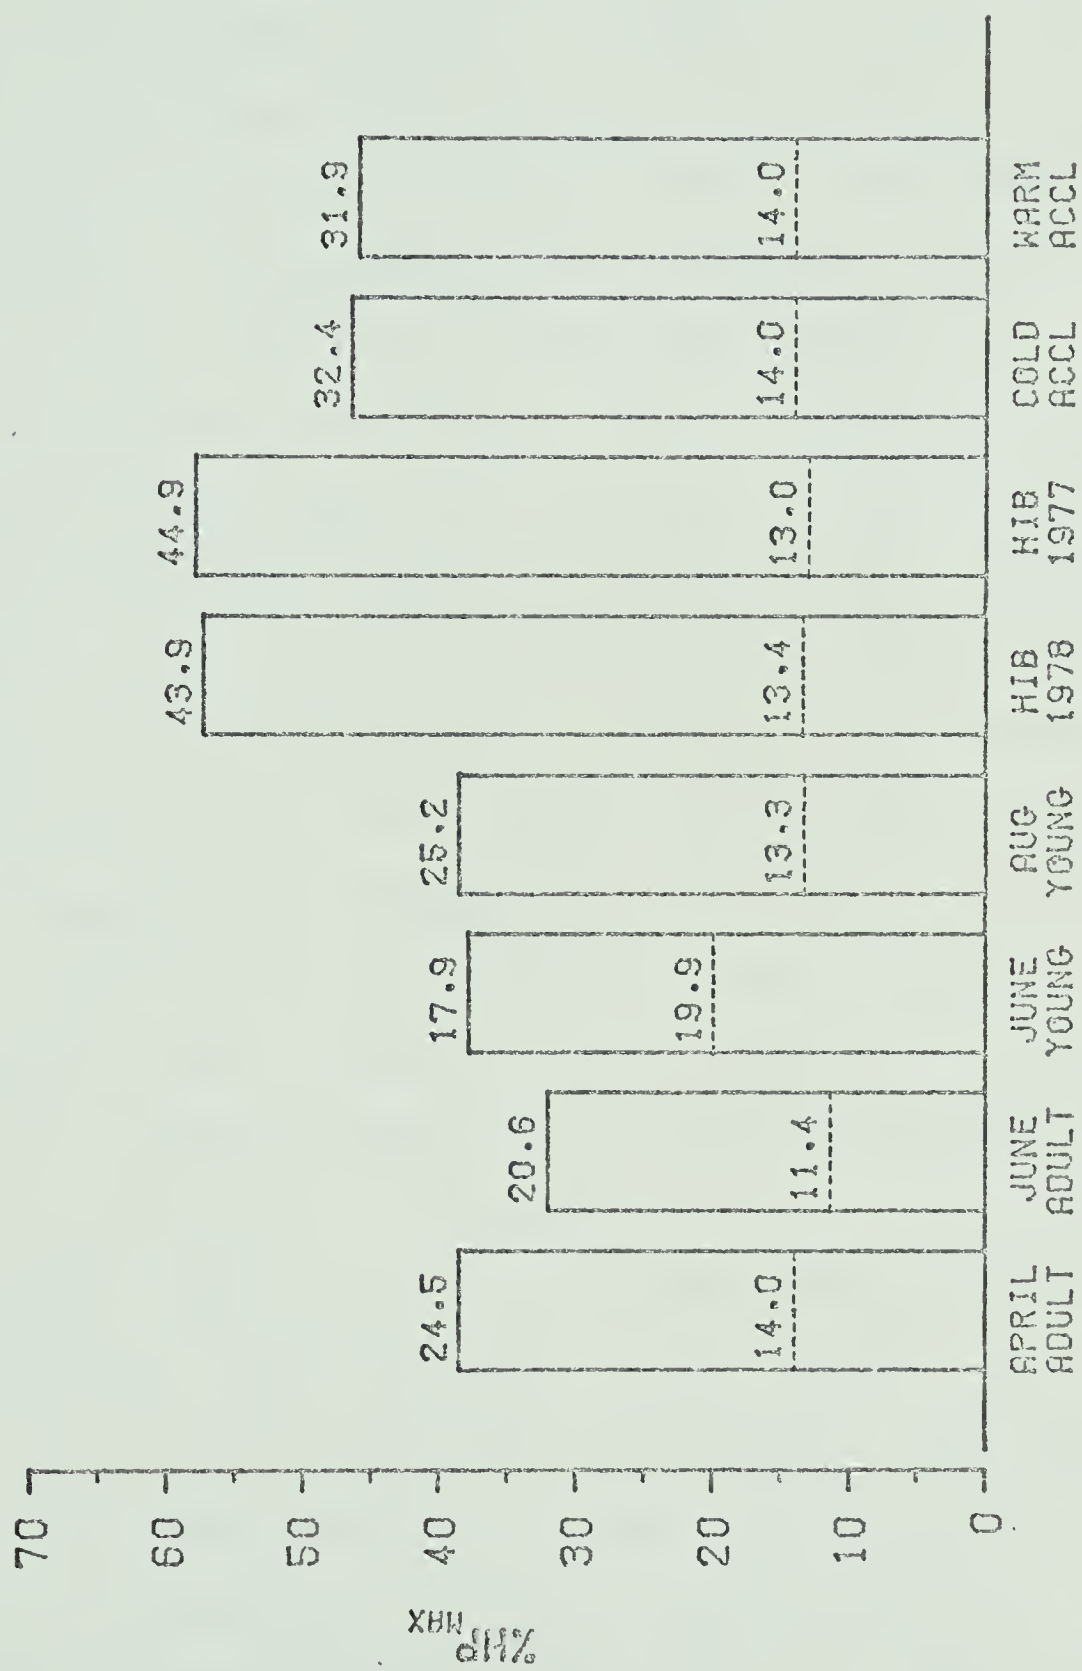 %HP MAX
70
60
50
40
30
20
10
0
24.5
14.0
20.6
11.4
17.9
19.9
25.2
13.3
43.9
13.4
44.9
13.0
32.4
14.0
31.9
14.0
APRIL
ADULT
JUNE
ADULT
JUNE
YOUNG
AUG
YOUNG
HIB
1978
HIB
1977
COLD
ACCL
WARM
ACCL